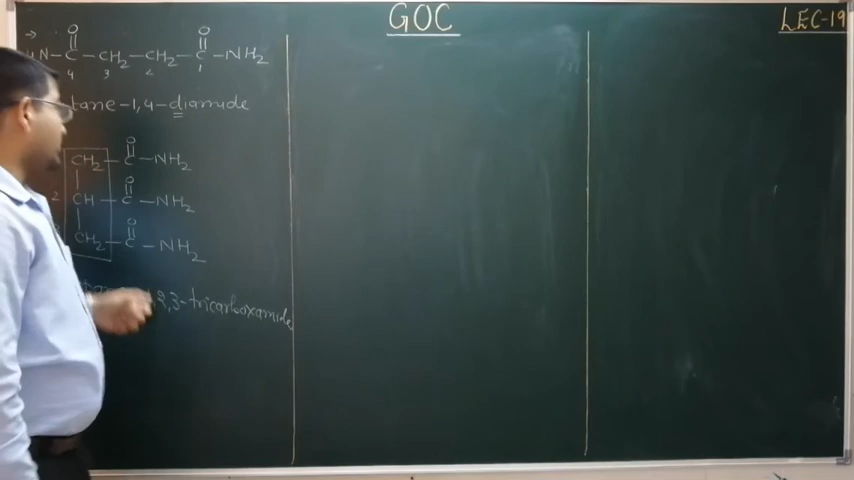 GOC
LEC-19
O O
N-C-CH2-CH2-C-NH2
4 3 2 1
tane-1,4-diamide
O
CH2-C-NH2
O
2 CH-C-NH2
O
CH2-C-NH2
2,3-tricarboxamide